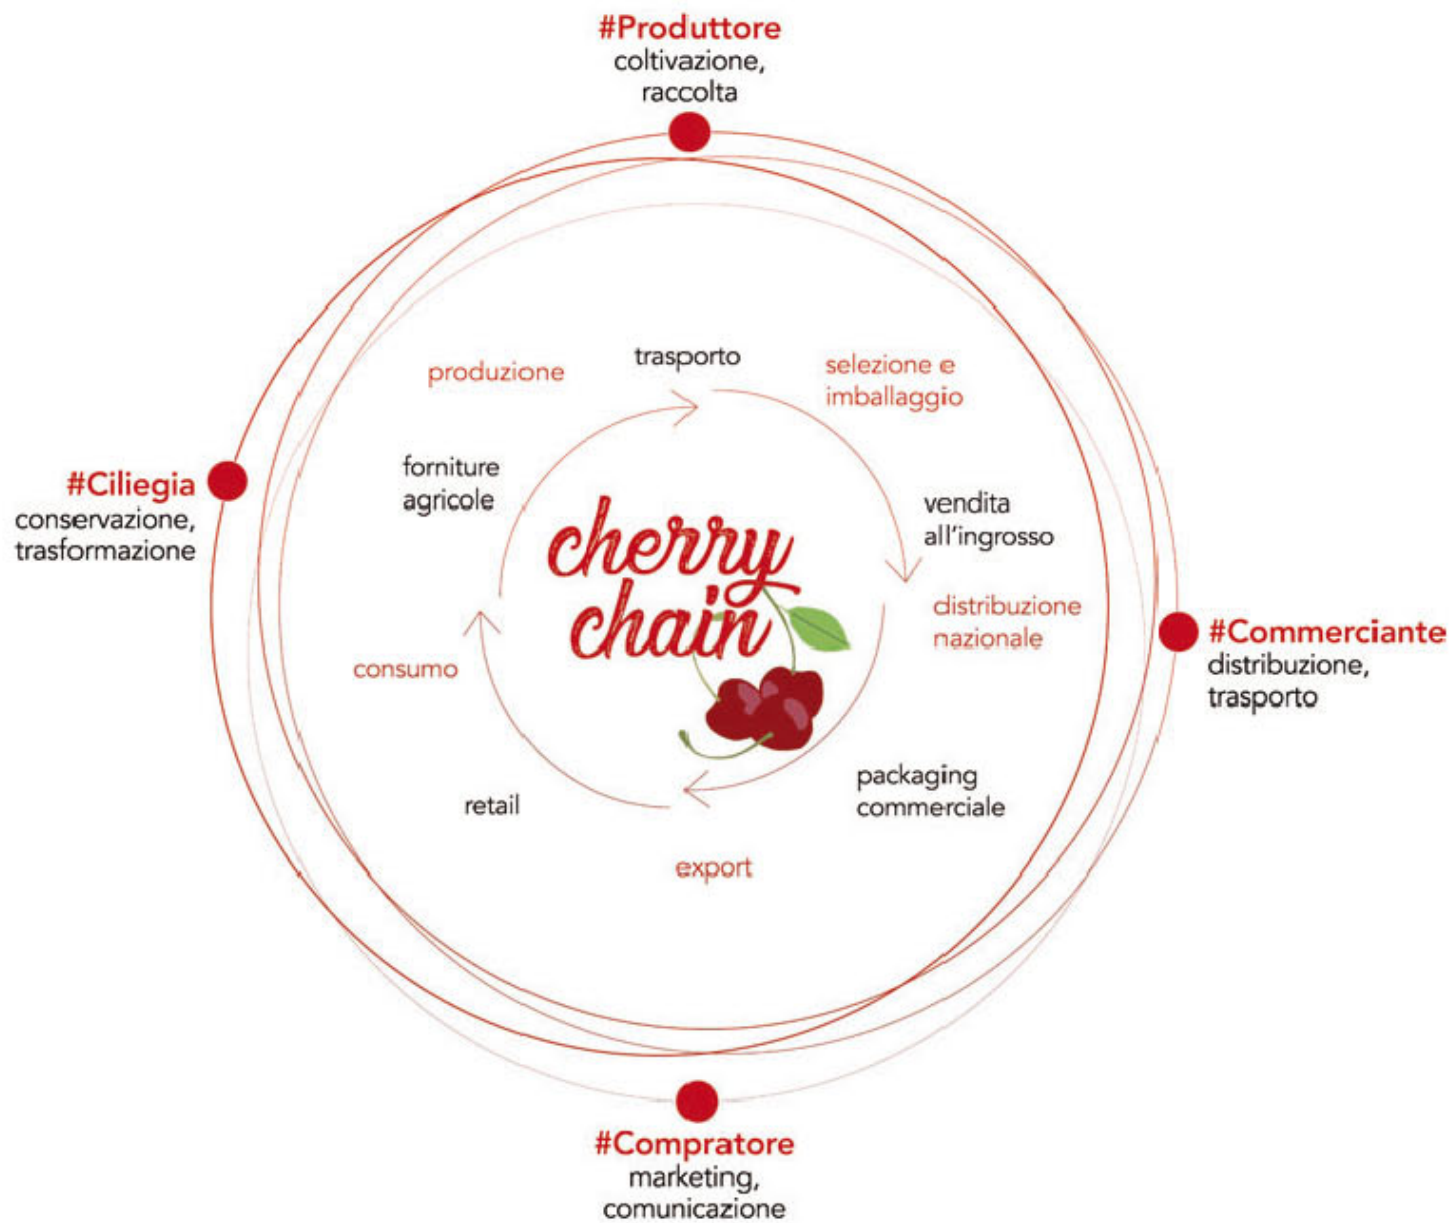 #Produttore
coltivazione,
raccolta
trasporto
produzione
selezione e
imballaggio
forniture
agricole
#Ciliegia
conservazione,
trasformazione
vendita
all'ingrosso
cherry
chain
distribuzione
nazionale
#Commerciante
distribuzione,
trasporto
consumo
packaging
commerciale
retail
export
#Compratore
marketing,
comunicazione